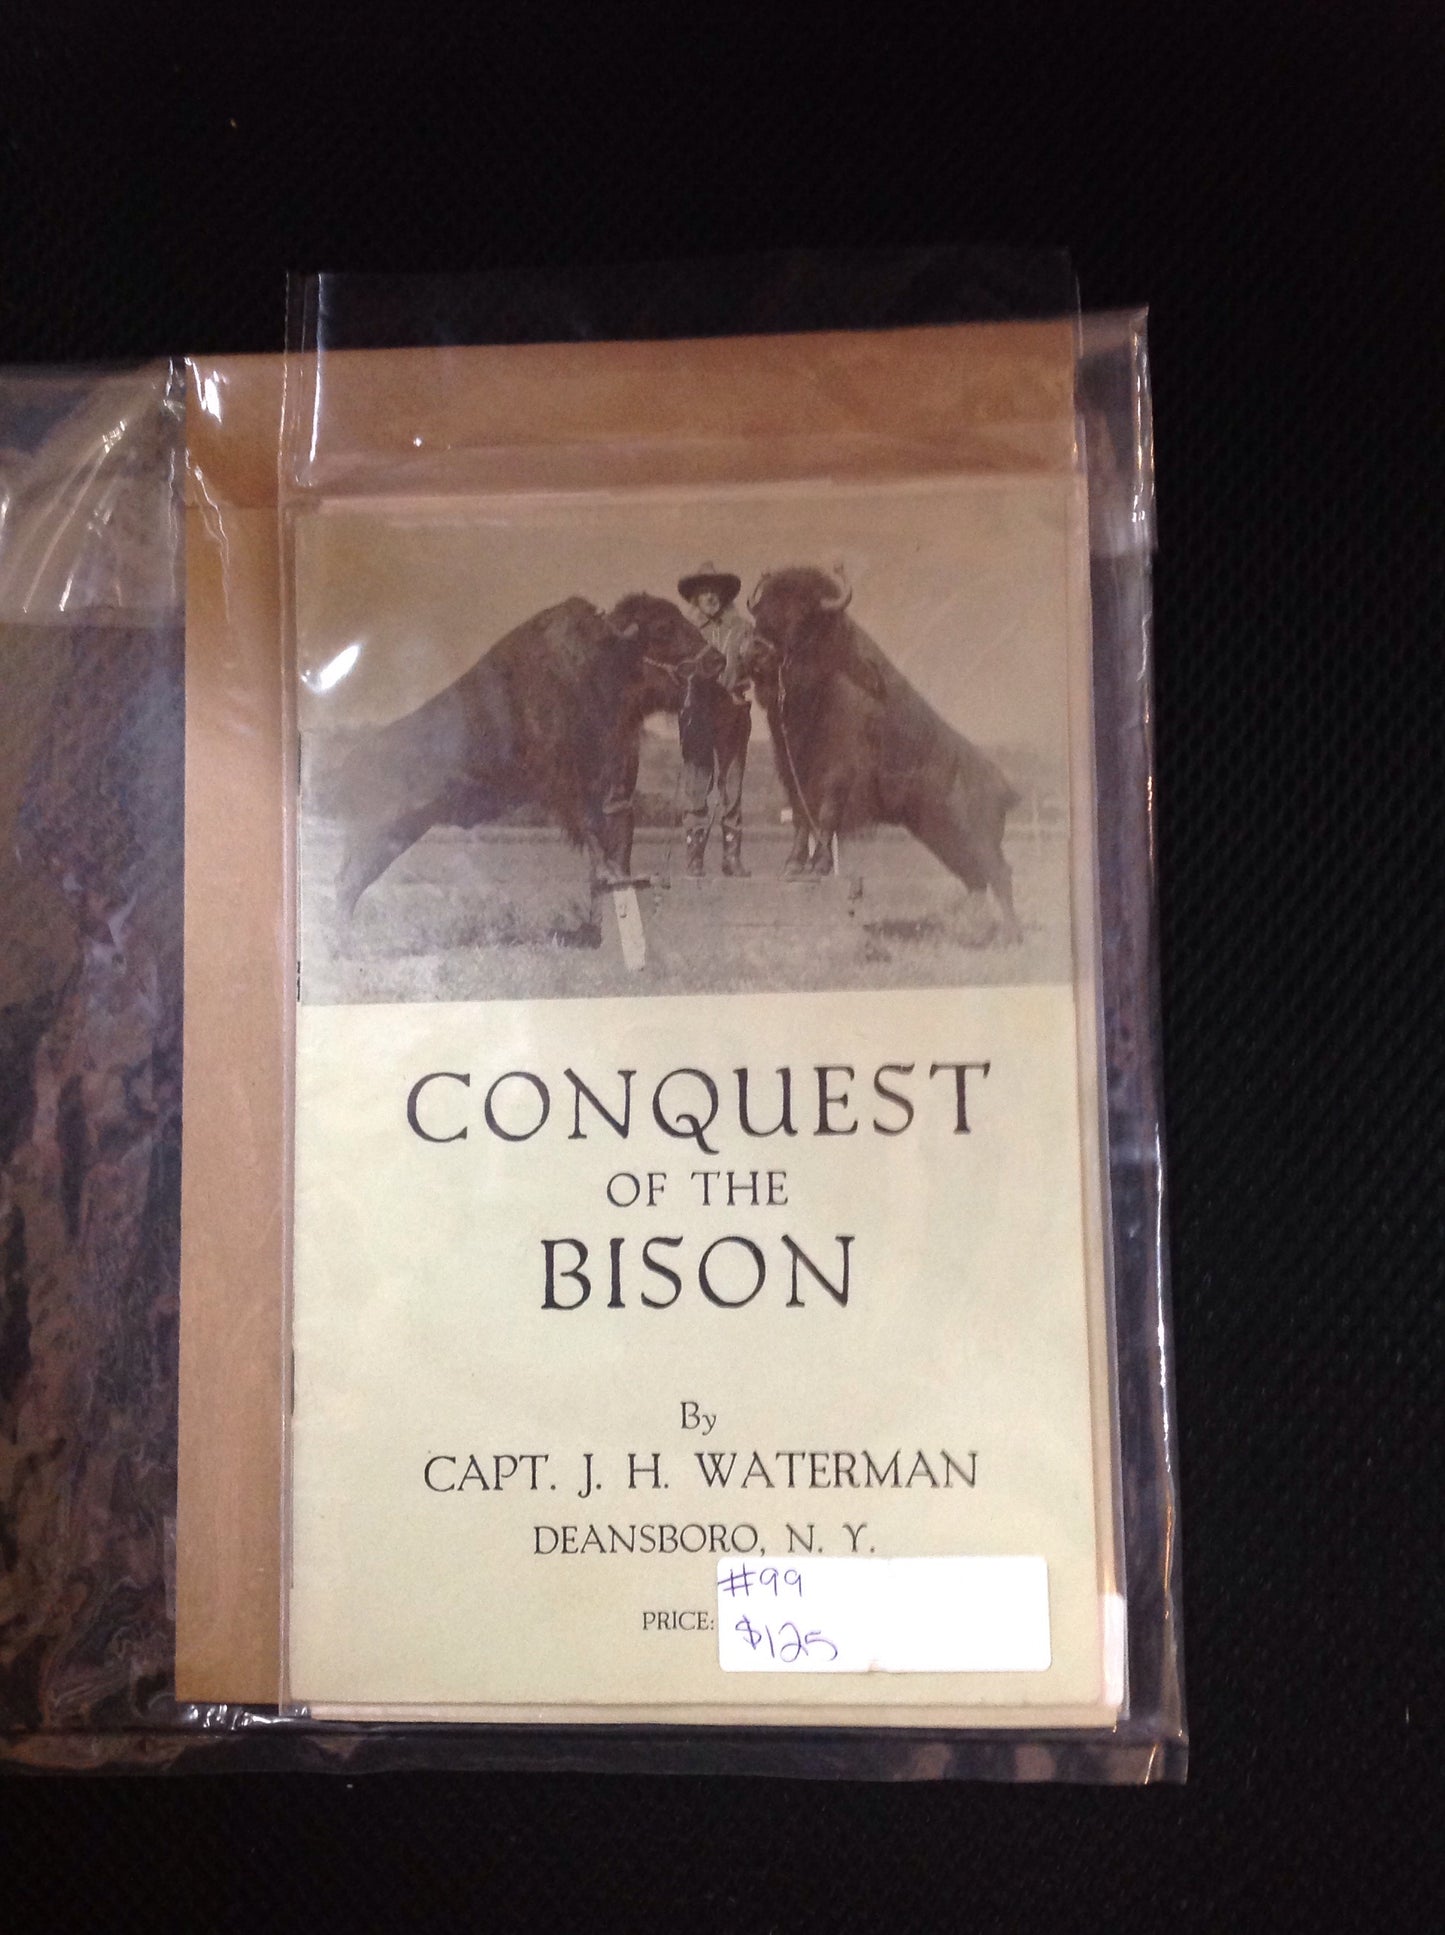 CONQUEST
OF THE
BISON
By
CAPT. J. H. WATERMAN
DEANSBORO, N. Y.
#99
PRICE:
$125